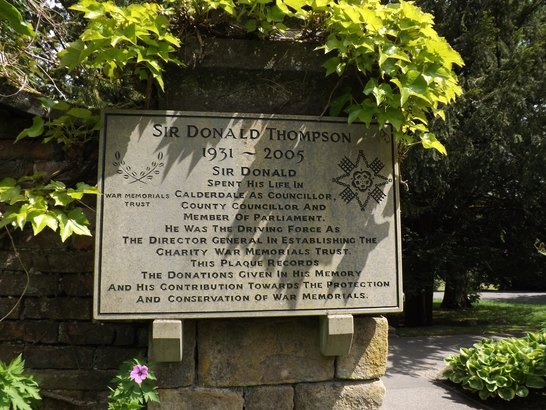 Sir Donald Thompson
1931 ~ 2005
Sir Donald
Spent His Life In
Calderdale As Councillor,
County Councillor And
Member Of Parliament.
He Was The Driving Force As
The Director General In Establishing The
Charity War Memorials Trust.
This Plaque Records
The Donations Given In His Memory
And His Contribution Towards The Protection
And Conservation Of War Memorials.
War Memorials
Trust